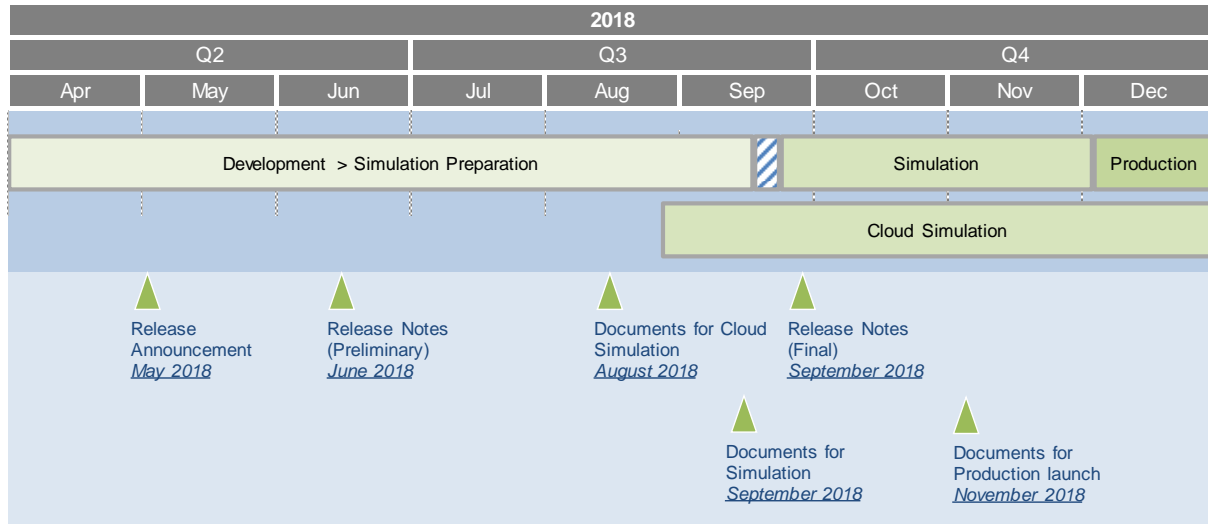 2018
Q2 Q3 Q4
Apr May Jun Jul Aug Sep Oct Nov Dec
Development > Simulation Preparation
Simulation
Production
Cloud Simulation
Release
Announcement
May 2018
Release Notes
(Preliminary)
June 2018
Documents for Cloud
Simulation
August 2018
Release Notes
(Final)
September 2018
Documents for
Simulation
September 2018
Documents for
Production launch
November 2018